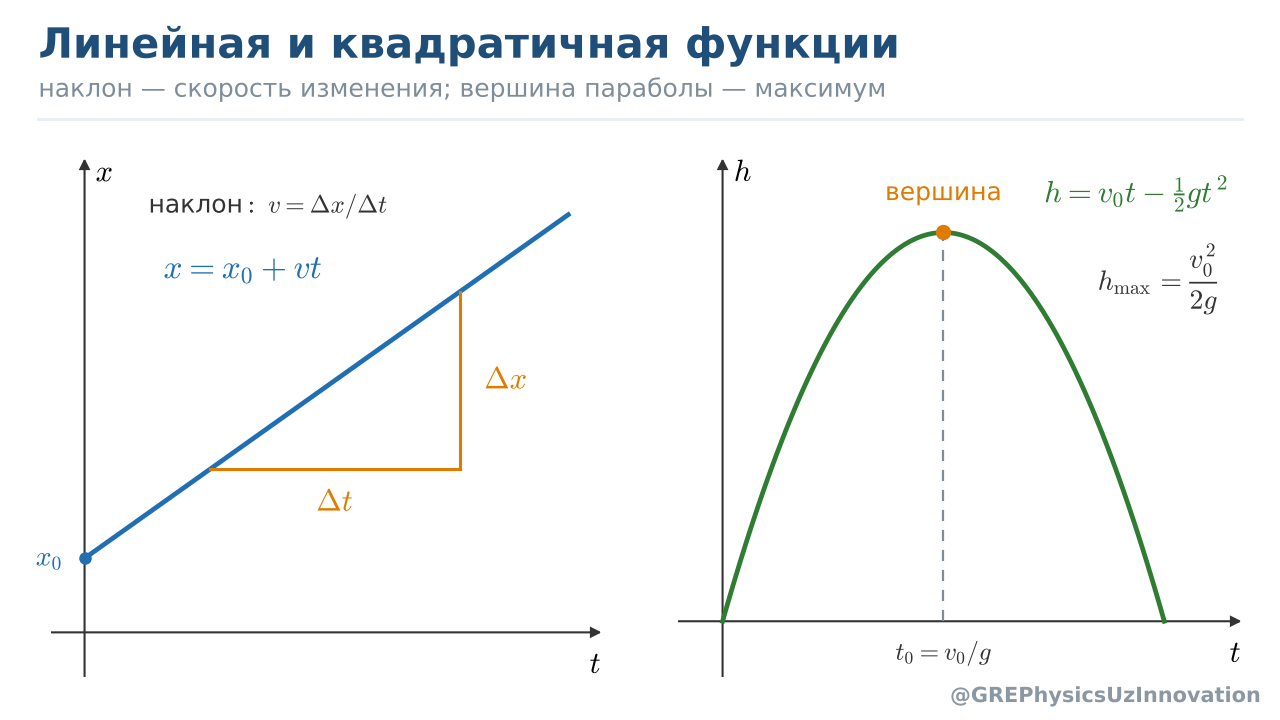 Линейная и квадратичная функции
наклон — скорость изменения; вершина параболы — максимум
x
наклон: v = Δx/Δt
x = x₀ + vt
Δx
Δt
x₀
t
h
вершина
h = v₀t − ½gt²
h_max = v₀²/2g
t₀ = v₀/g
t
@GREPhysicsUzInnovation